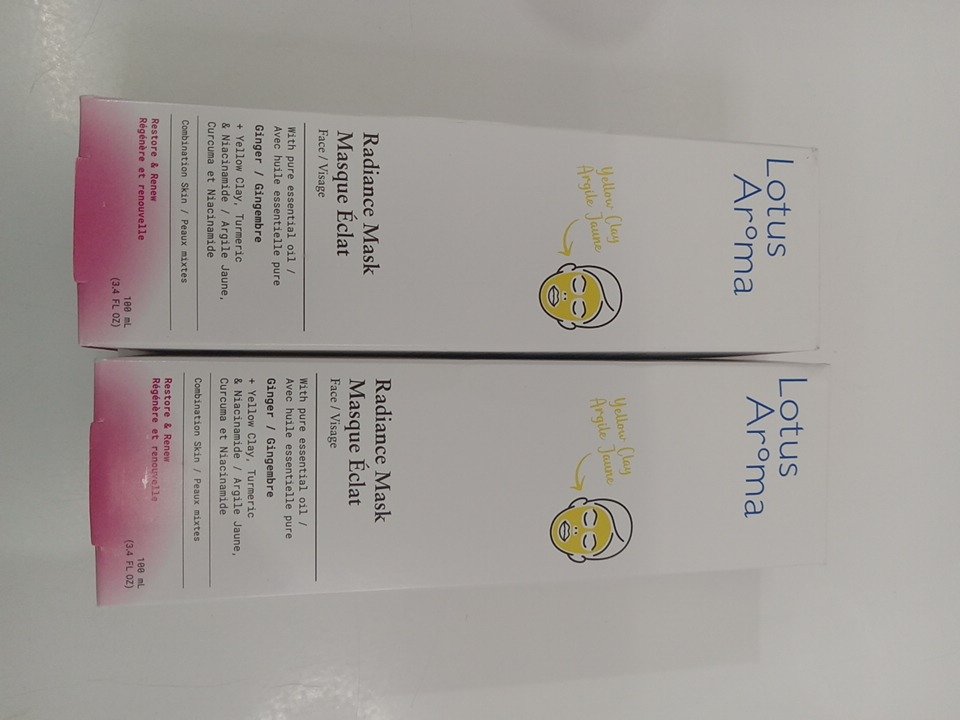 Lotus
Aroma
Yellow Clay
Argile Jaune
Radiance Mask
Masque Éclat
Face / Visage
With pure essential oil /
Avec huile essentielle pure
Ginger / Gingembre
+ Yellow Clay, Turmeric
& Niacinamide / Argile Jaune,
Curcuma et Niacinamide
Combination Skin / Peaux mixtes
Restore & Renew
Régénère et renouvelle
100 mL
(3.4 FL OZ)
Lotus
Aroma
Yellow Clay
Argile Jaune
Radiance Mask
Masque Éclat
Face / Visage
With pure essential oil /
Avec huile essentielle pure
Ginger / Gingembre
+ Yellow Clay, Turmeric
& Niacinamide / Argile Jaune,
Curcuma et Niacinamide
Combination Skin / Peaux mixtes
Restore & Renew
Régénère et renouvelle
100 mL
(3.4 FL OZ)